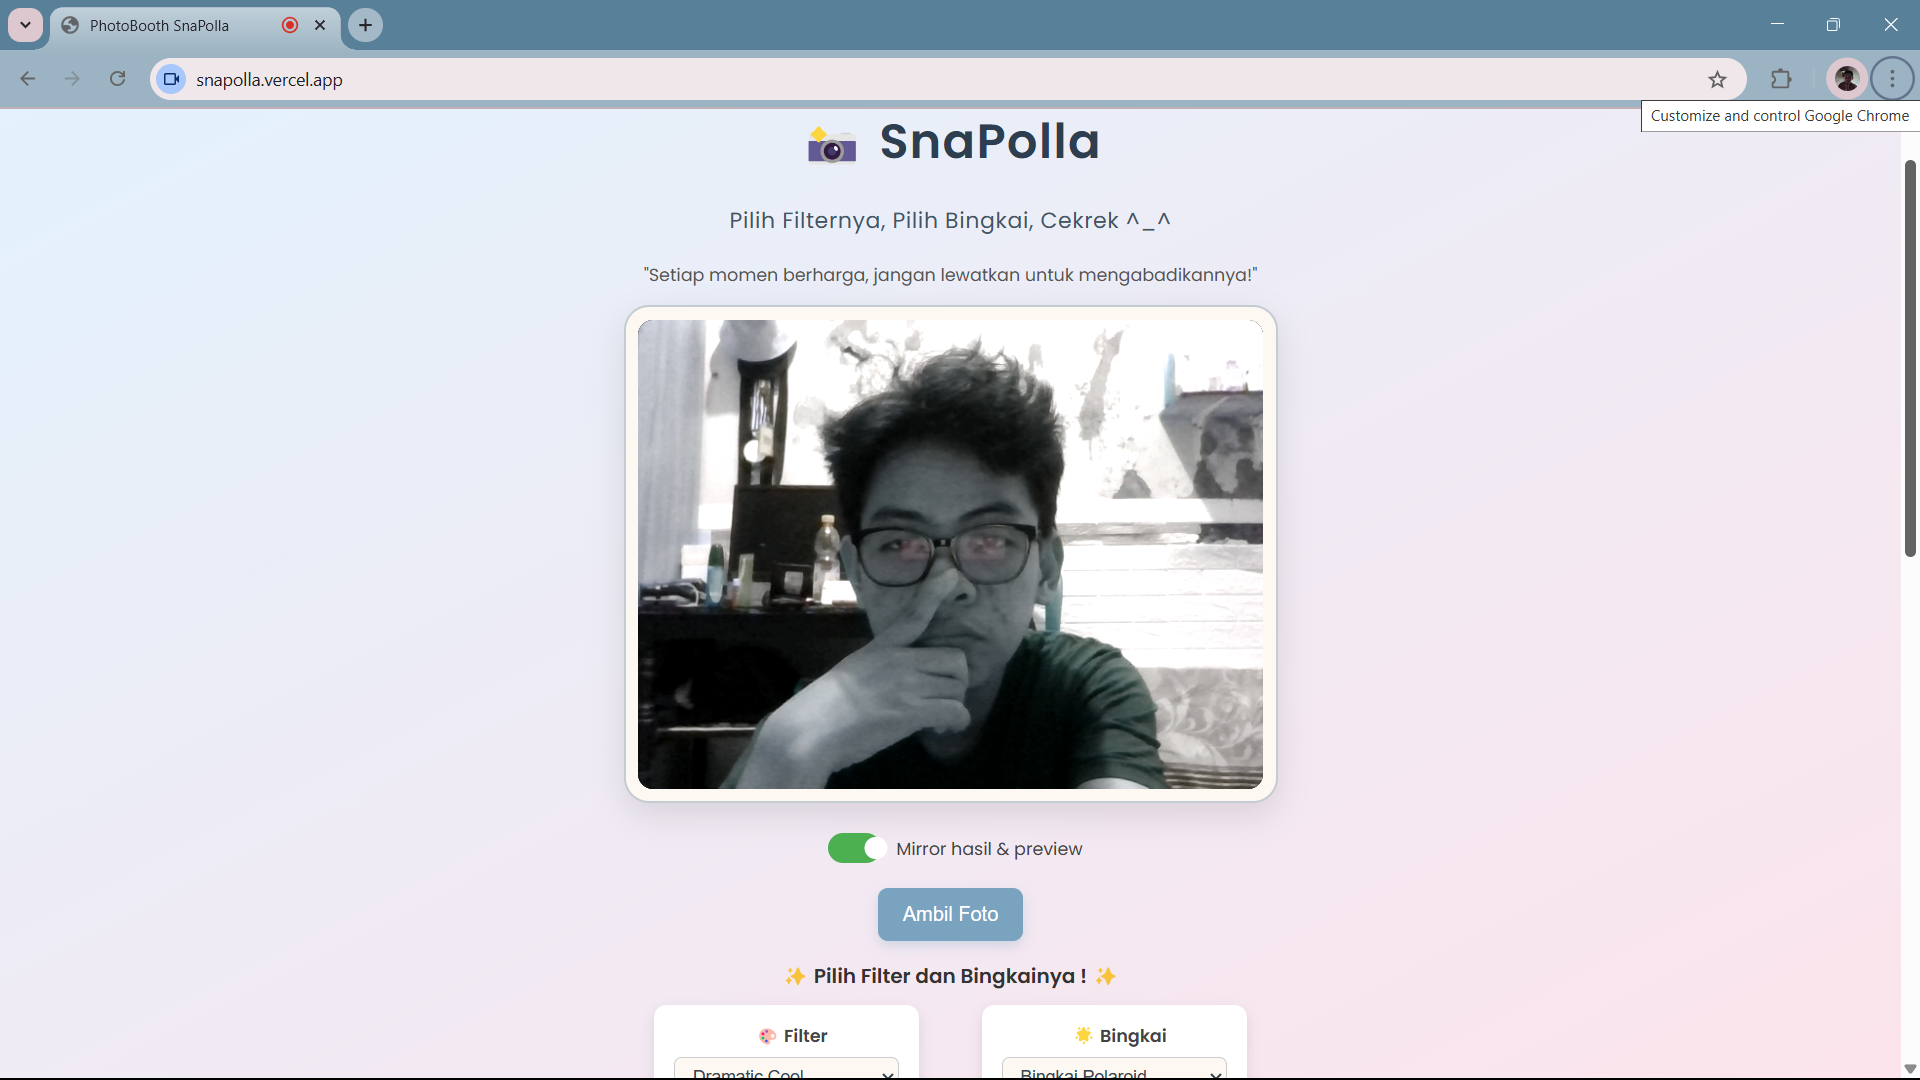 PhotoBooth SnaPolla
snapolla.vercel.app
Customize and control Google Chrome
SnaPolla
Pilih Filternya, Pilih Bingkai, Cekrek ^_^
"Setiap momen berharga, jangan lewatkan untuk mengabadikannya!"
Mirror hasil & preview
Ambil Foto
✨ Pilih Filter dan Bingkainya ! ✨
🎨 Filter
🌟 Bingkai
Dramatic Cool
Bingkai Polaroid